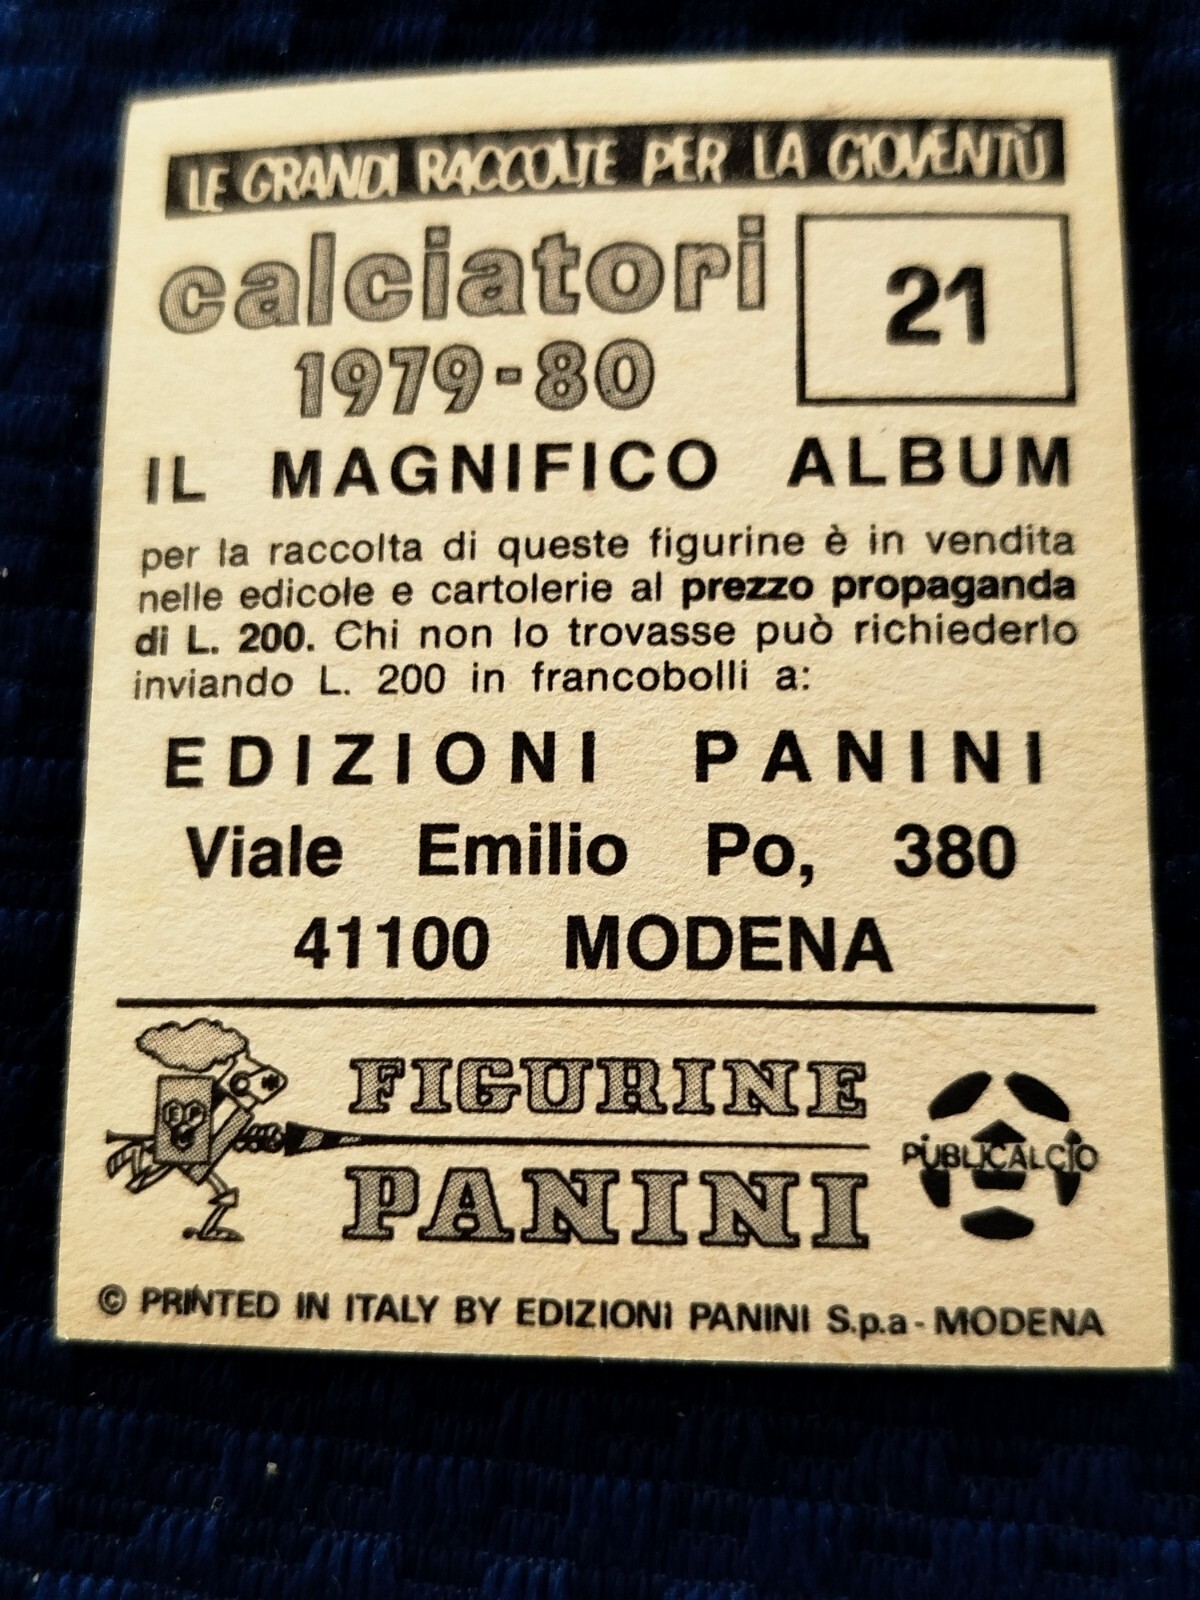 LE GRANDI RACCOLTE PER LA GIOVENTÙ
calciatori
1979-80
21
IL MAGNIFICO ALBUM
per la raccolta di queste figurine è in vendita
nelle edicole e cartolerie al prezzo propaganda
di L. 200. Chi non lo trovasse può richiederlo
inviando L. 200 in francobolli a:
EDIZIONI PANINI
Viale Emilio Po, 380
41100 MODENA
EP
FIGURINE
PANINI
PUBLICALCIO
© PRINTED IN ITALY BY EDIZIONI PANINI S.p.a - MODENA